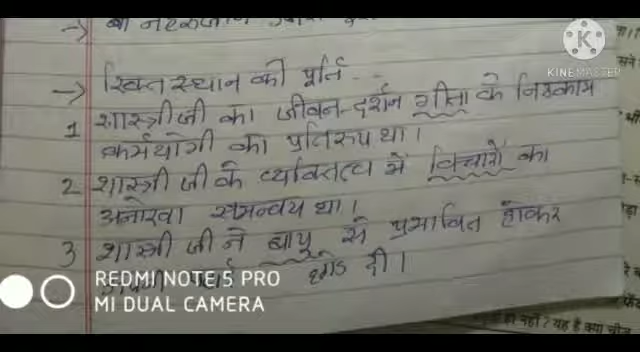 KINEMASTER
-> रिक्त स्थान की पूर्ति --
1 शास्त्री जी का जीवन-दर्शन गीता के निष्काम
कर्मयोगी का प्रतिरुप था।
2 शास्त्री जी के व्यक्तित्व में विचारों का
अनोखा समन्वय था।
3 शास्त्री जी ने बापू से प्रभावित होकर
छोड दी।
REDMI NOTE 5 PRO
MI DUAL CAMERA